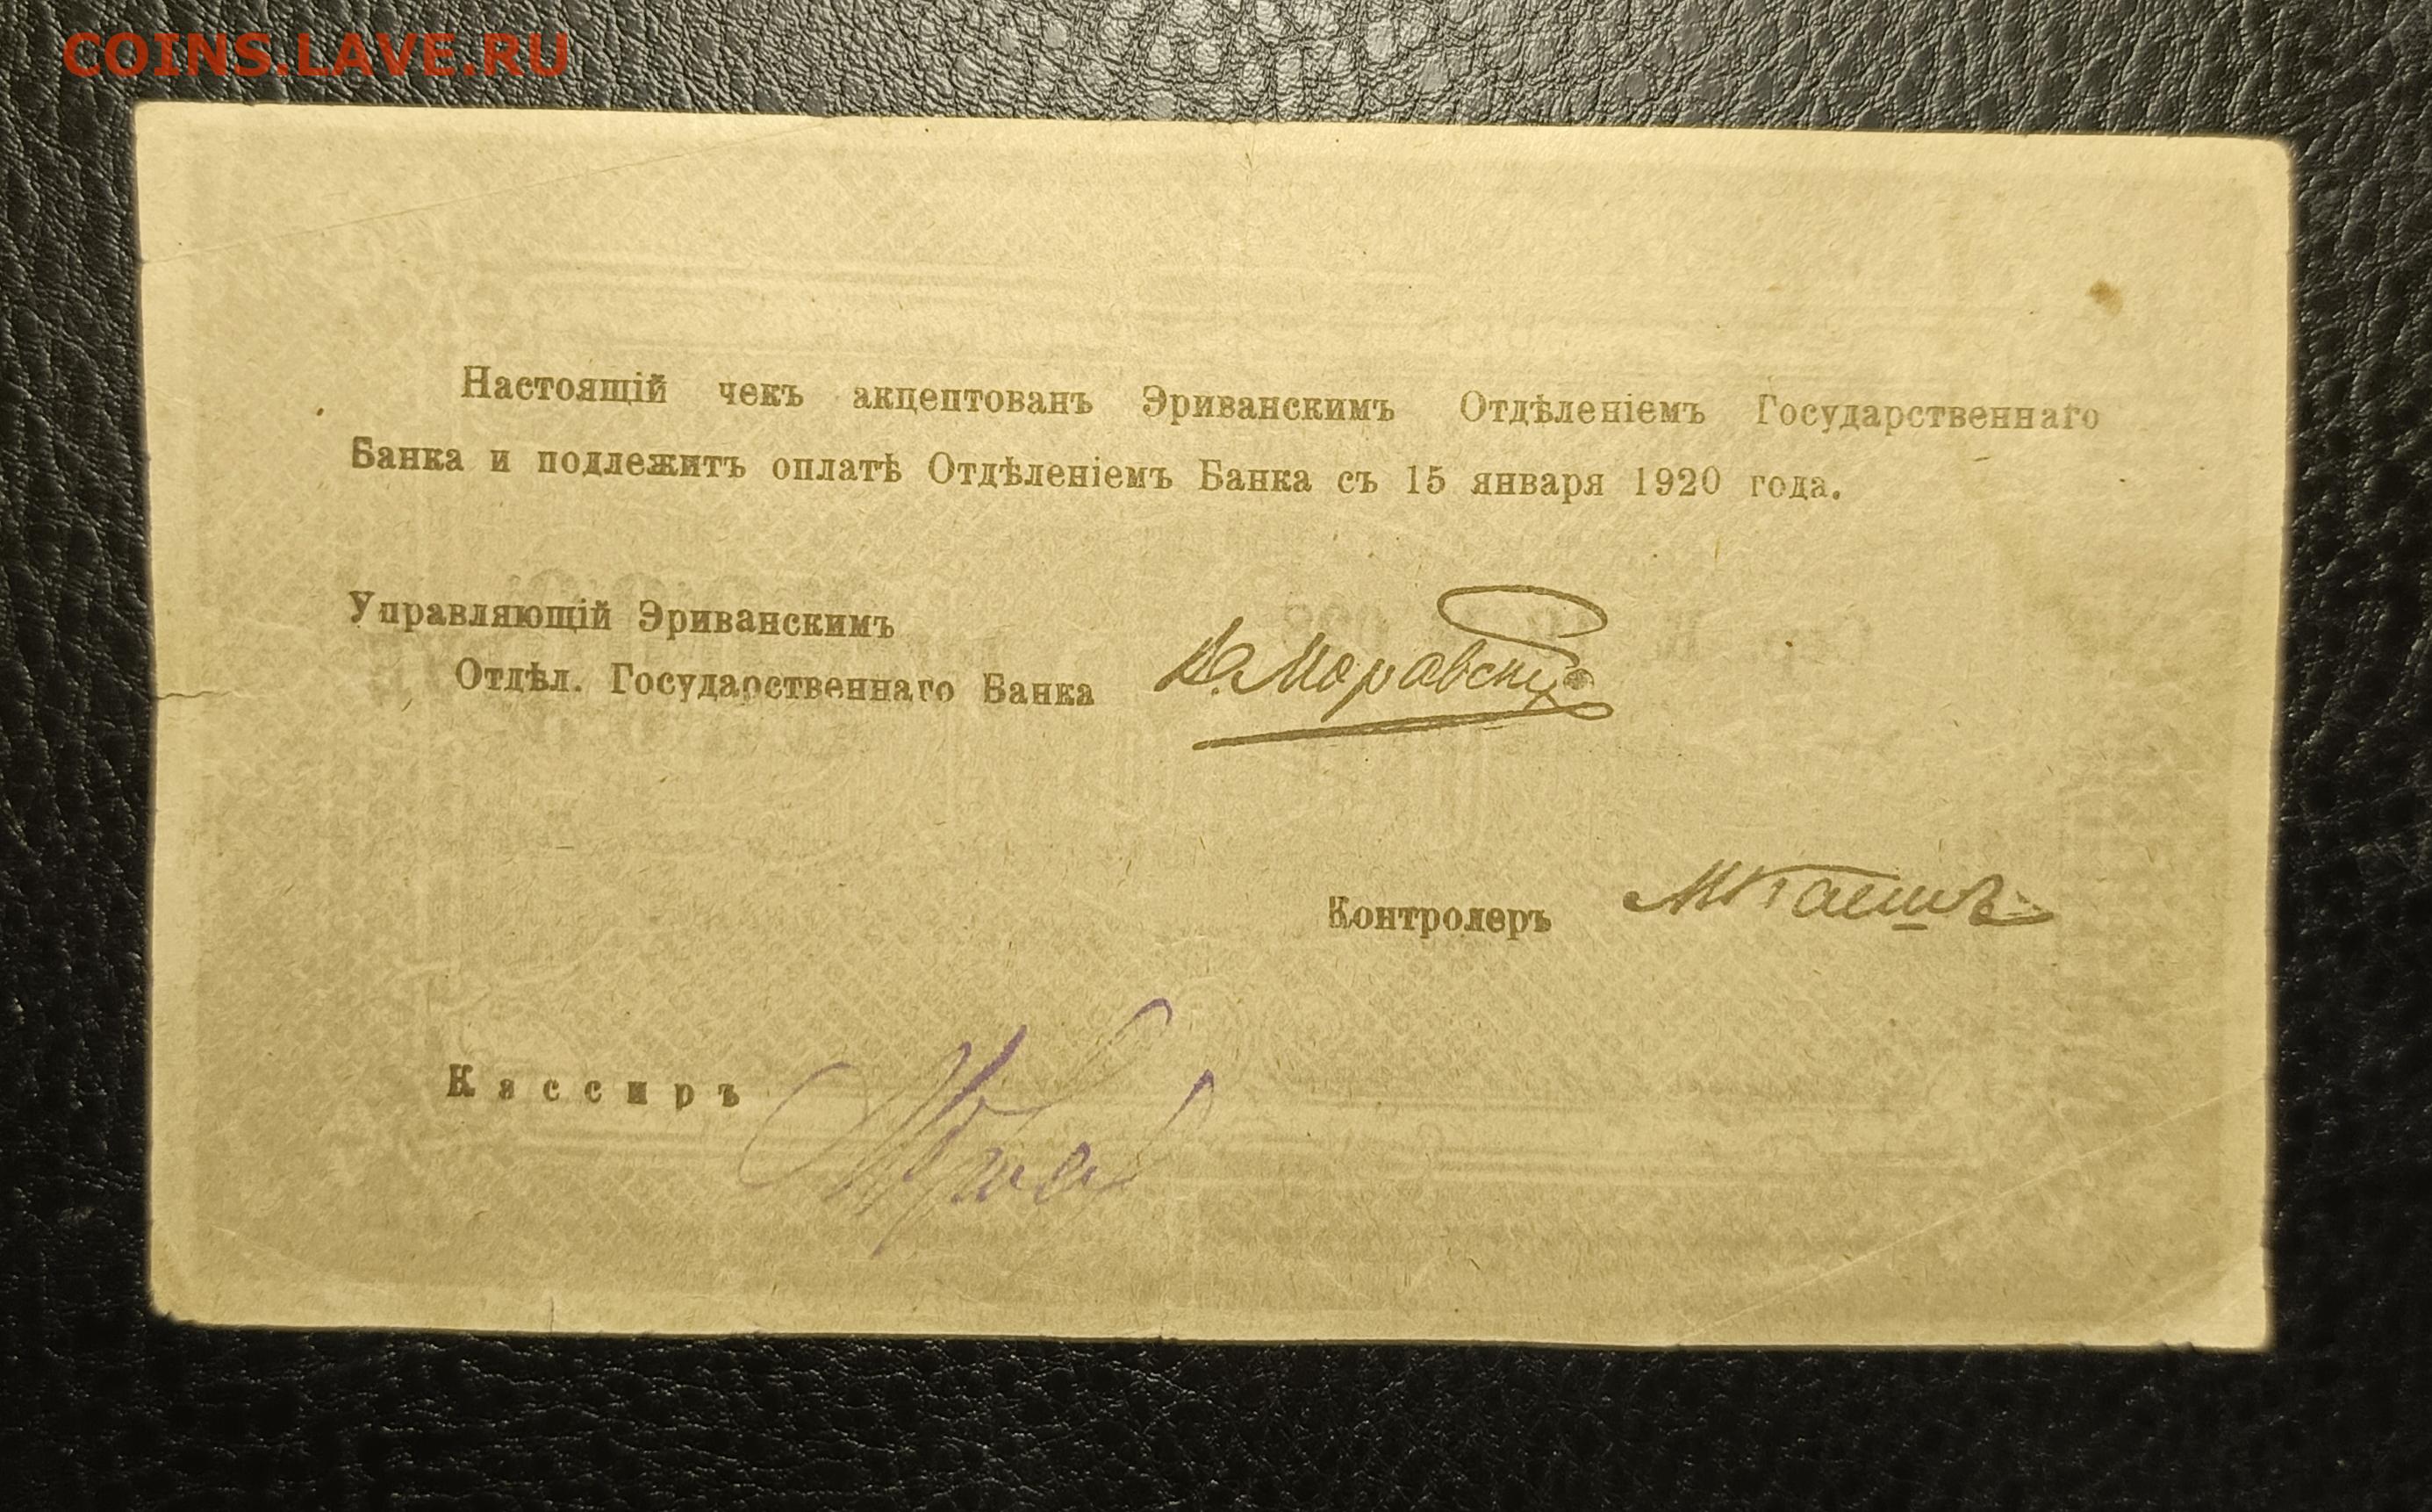 COINS.LAVE.RU
Настоящій чекъ акцептованъ Эриванскимъ Отдѣленіемъ Государственнаго
Банка и подлежитъ оплатѣ Отдѣленіемъ Банка съ 15 января 1920 года.
Управляющій Эриванскимъ
Отдѣл. Государственнаго Банка
Контролеръ
Кассиръ